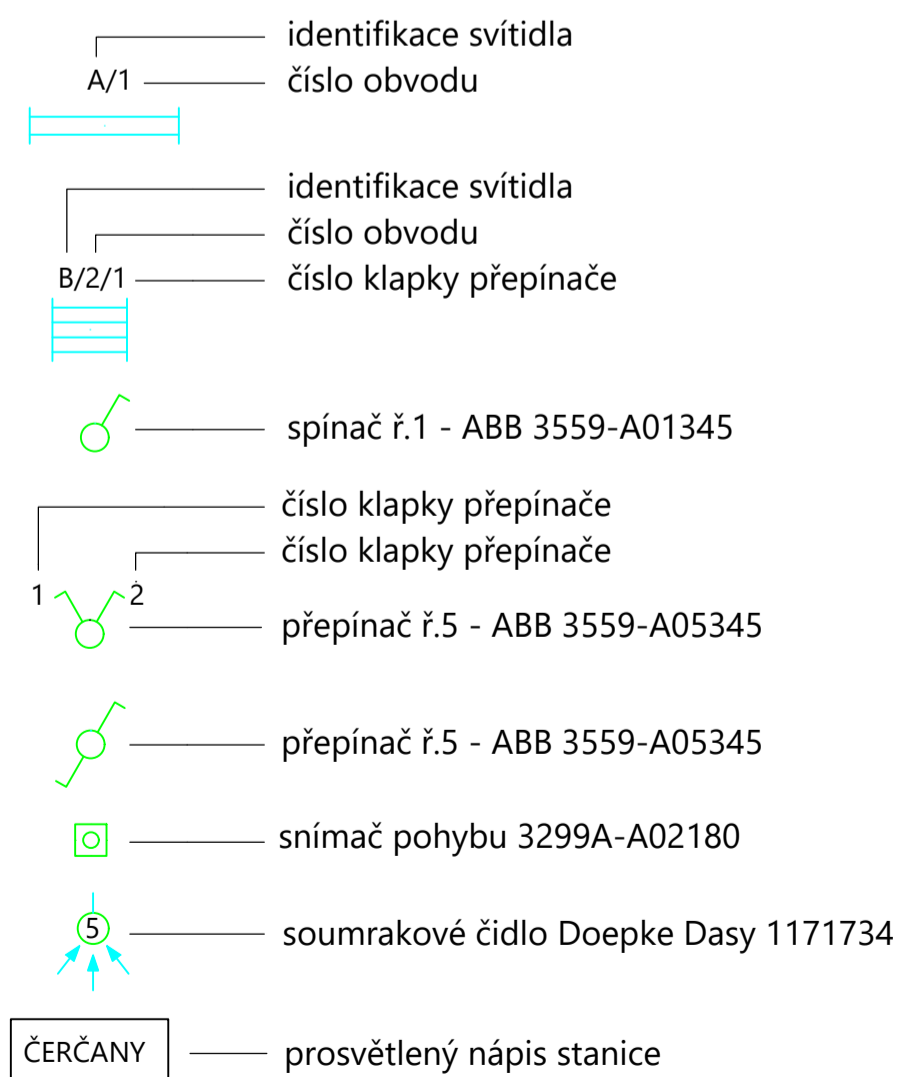 identifikace svítidla
A/1 číslo obvodu
identifikace svítidla
číslo obvodu
B/2/1 číslo klapky přepínače
spínač ř.1 - ABB 3559-A01345
číslo klapky přepínače
číslo klapky přepínače
1 2
přepínač ř.5 - ABB 3559-A05345
přepínač ř.5 - ABB 3559-A05345
snímač pohybu 3299A-A02180
5 soumrakové čidlo Doepke Dasy 1171734
ČERČANY prosvětlený nápis stanice